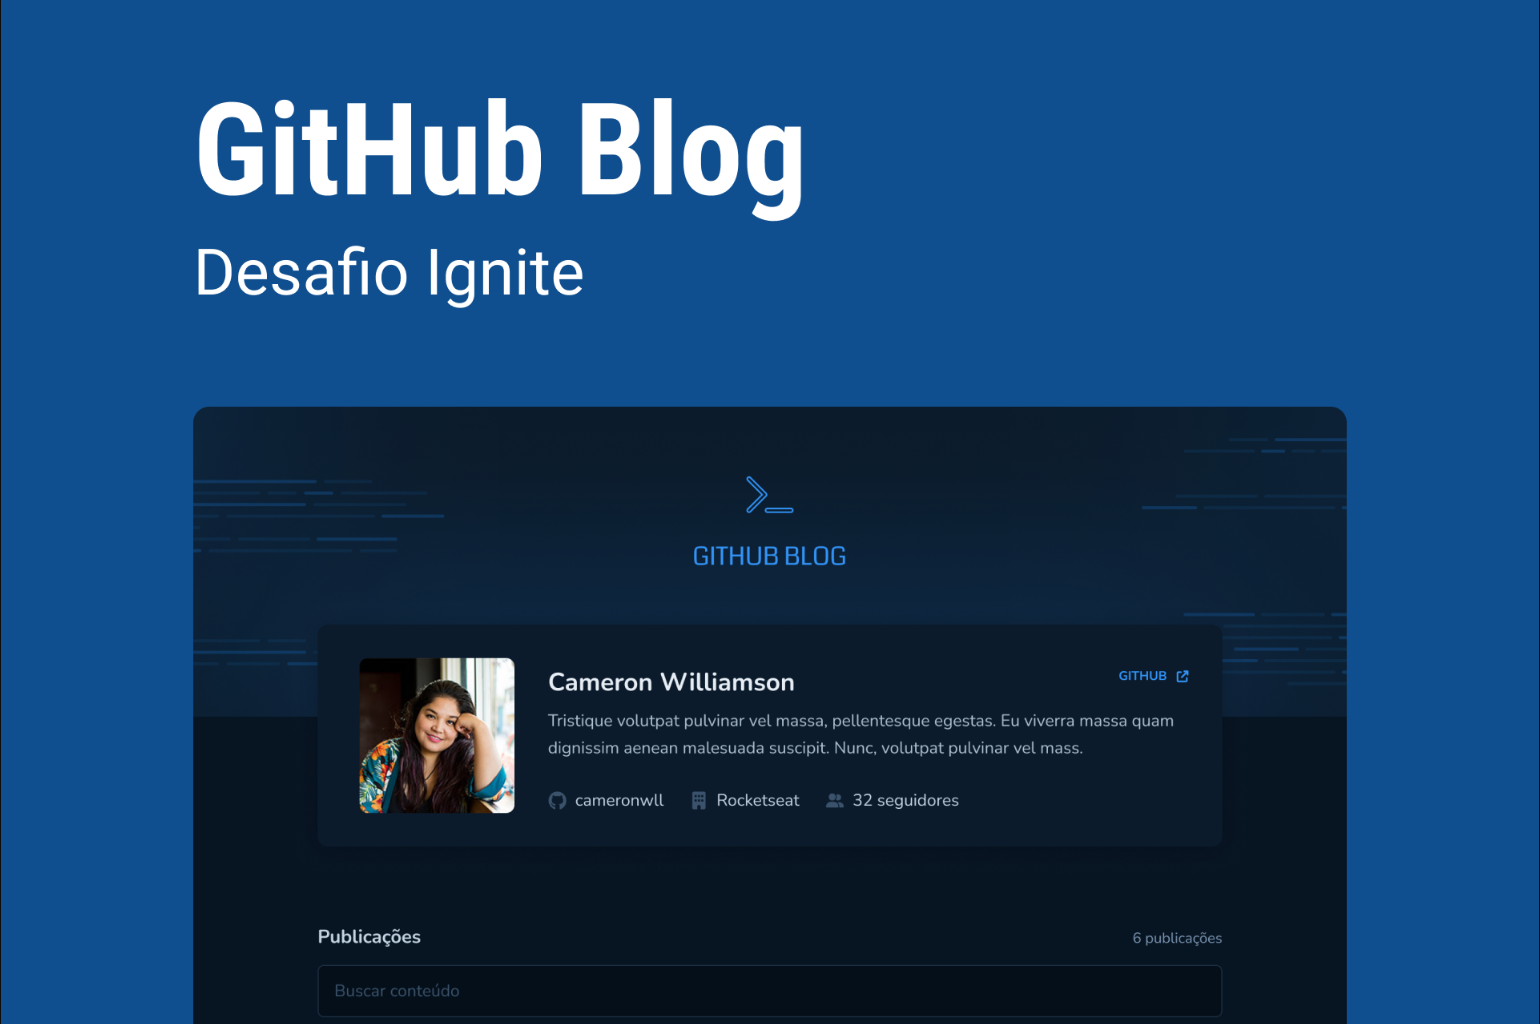 GitHub Blog
Desafio Ignite
GITHUB BLOG
Cameron Williamson
GITHUB
Tristique volutpat pulvinar vel massa, pellentesque egestas. Eu viverra massa quam
dignissim aenean malesuada suscipit. Nunc, volutpat pulvinar vel mass.
cameronwll Rocketseat 32 seguidores
Publicações
6 publicações
Buscar conteúdo